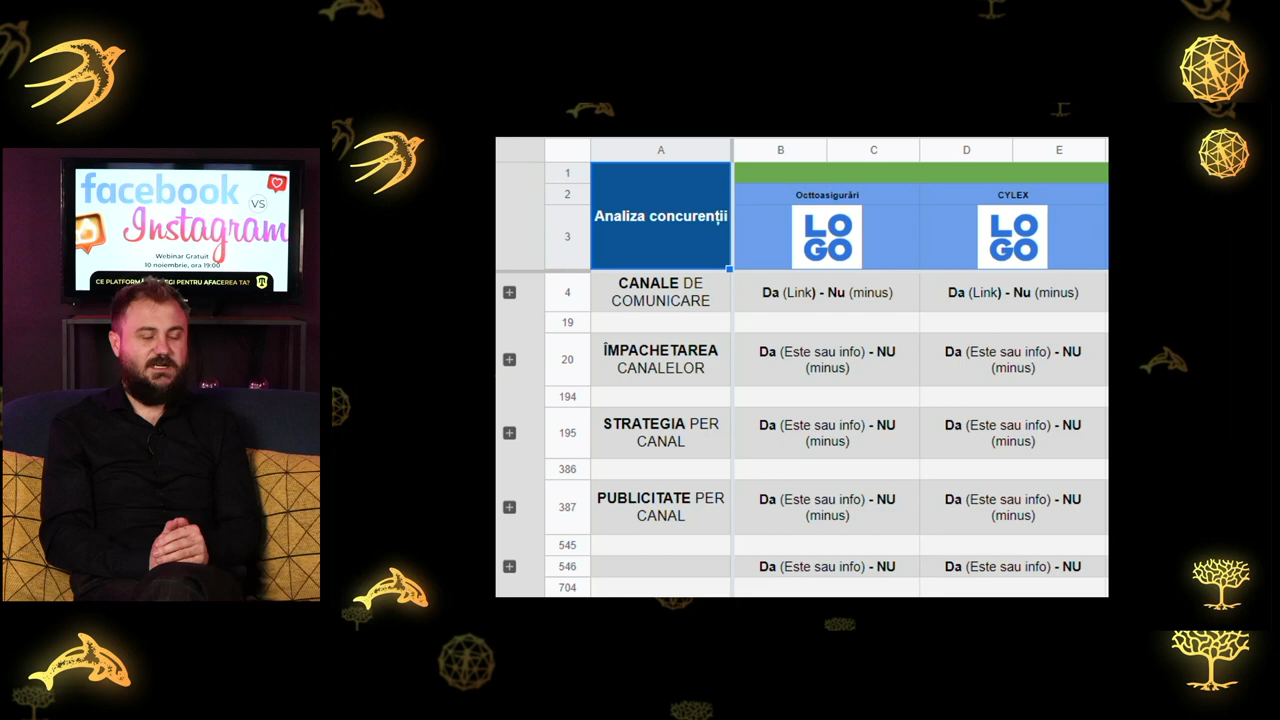 facebook
VS
Instagram
Webinar Gratuit
10 noiembrie, ora 19:00
CE PLATFORMĂ PENTRU AFACEREA TA?
A B C D E
1
2 Octtoasigurări CYLEX
3 Analiza concurenții LO LO
GO GO
4 CANALE DE Da (Link) - Nu (minus) Da (Link) - Nu (minus)
COMUNICARE
19
20 ÎMPACHETAREA Da (Este sau info) - NU Da (Este sau info) - NU
CANALELOR (minus) (minus)
194
195 STRATEGIA PER Da (Este sau info) - NU Da (Este sau info) - NU
CANAL (minus) (minus)
386
387 PUBLICITATE PER Da (Este sau info) - NU Da (Este sau info) - NU
CANAL (minus) (minus)
545
546 Da (Este sau info) - NU Da (Este sau info) - NU
704